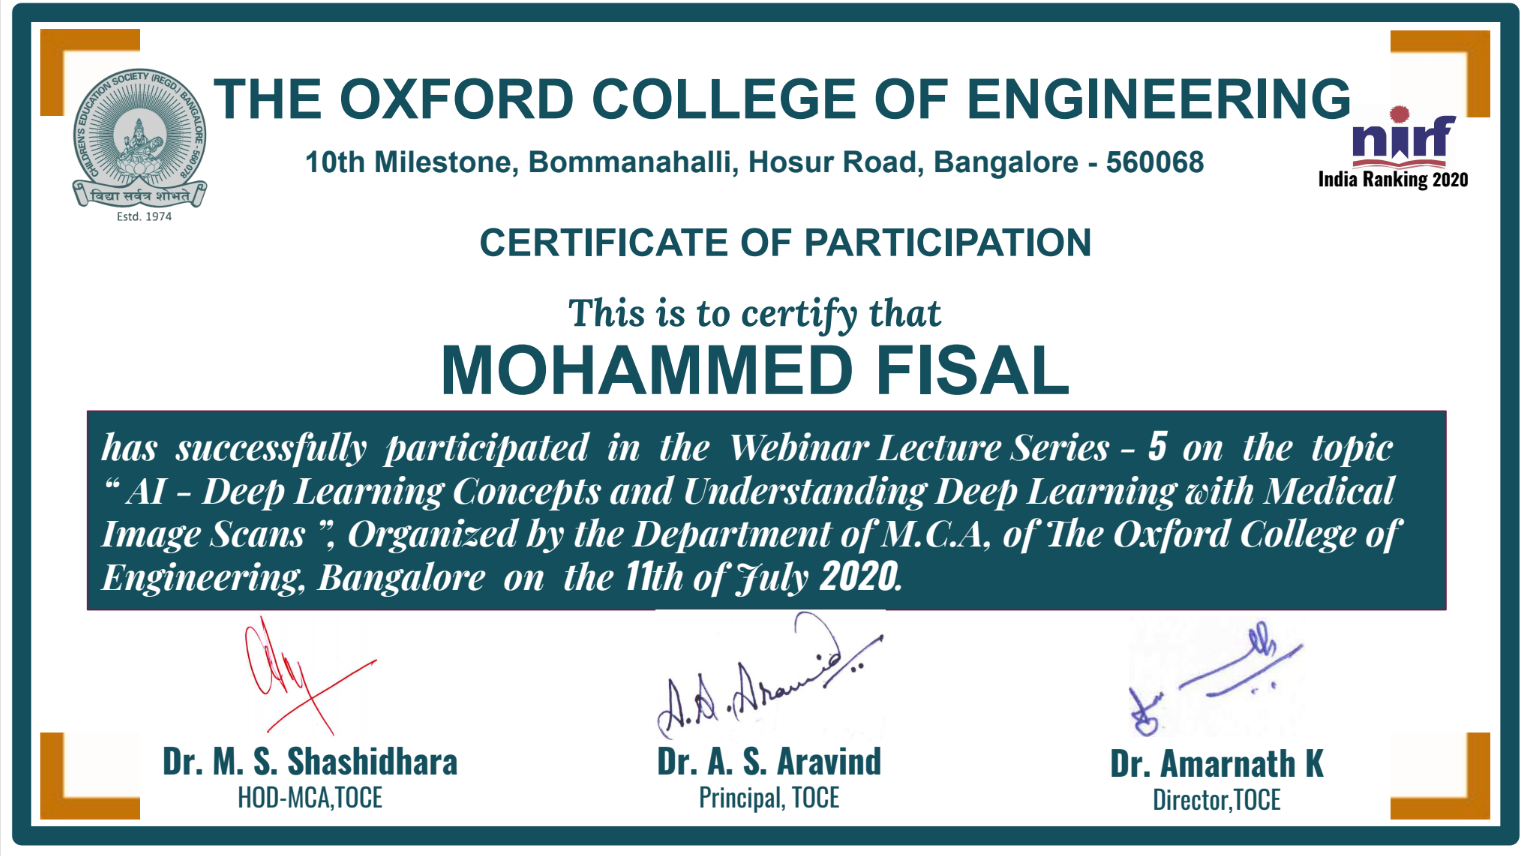 THE OXFORD COLLEGE OF ENGINEERING
10th Milestone, Bommanahalli, Hosur Road, Bangalore - 560068
CHILDREN'S EDUCATION SOCIETY (REGD.) BANGALORE - 560 078
विद्या सर्वत्र शोभते
Estd. 1974
nirf
India Ranking 2020
CERTIFICATE OF PARTICIPATION
This is to certify that
MOHAMMED FISAL
has successfully participated in the Webinar Lecture Series - 5 on the topic
“ AI - Deep Learning Concepts and Understanding Deep Learning with Medical
Image Scans ”, Organized by the Department of M.C.A, of The Oxford College of
Engineering, Bangalore on the 11th of July 2020.
A.S. Aravind
Dr. M. S. Shashidhara
HOD-MCA,TOCE
Dr. A. S. Aravind
Principal, TOCE
Dr. Amarnath K
Director,TOCE